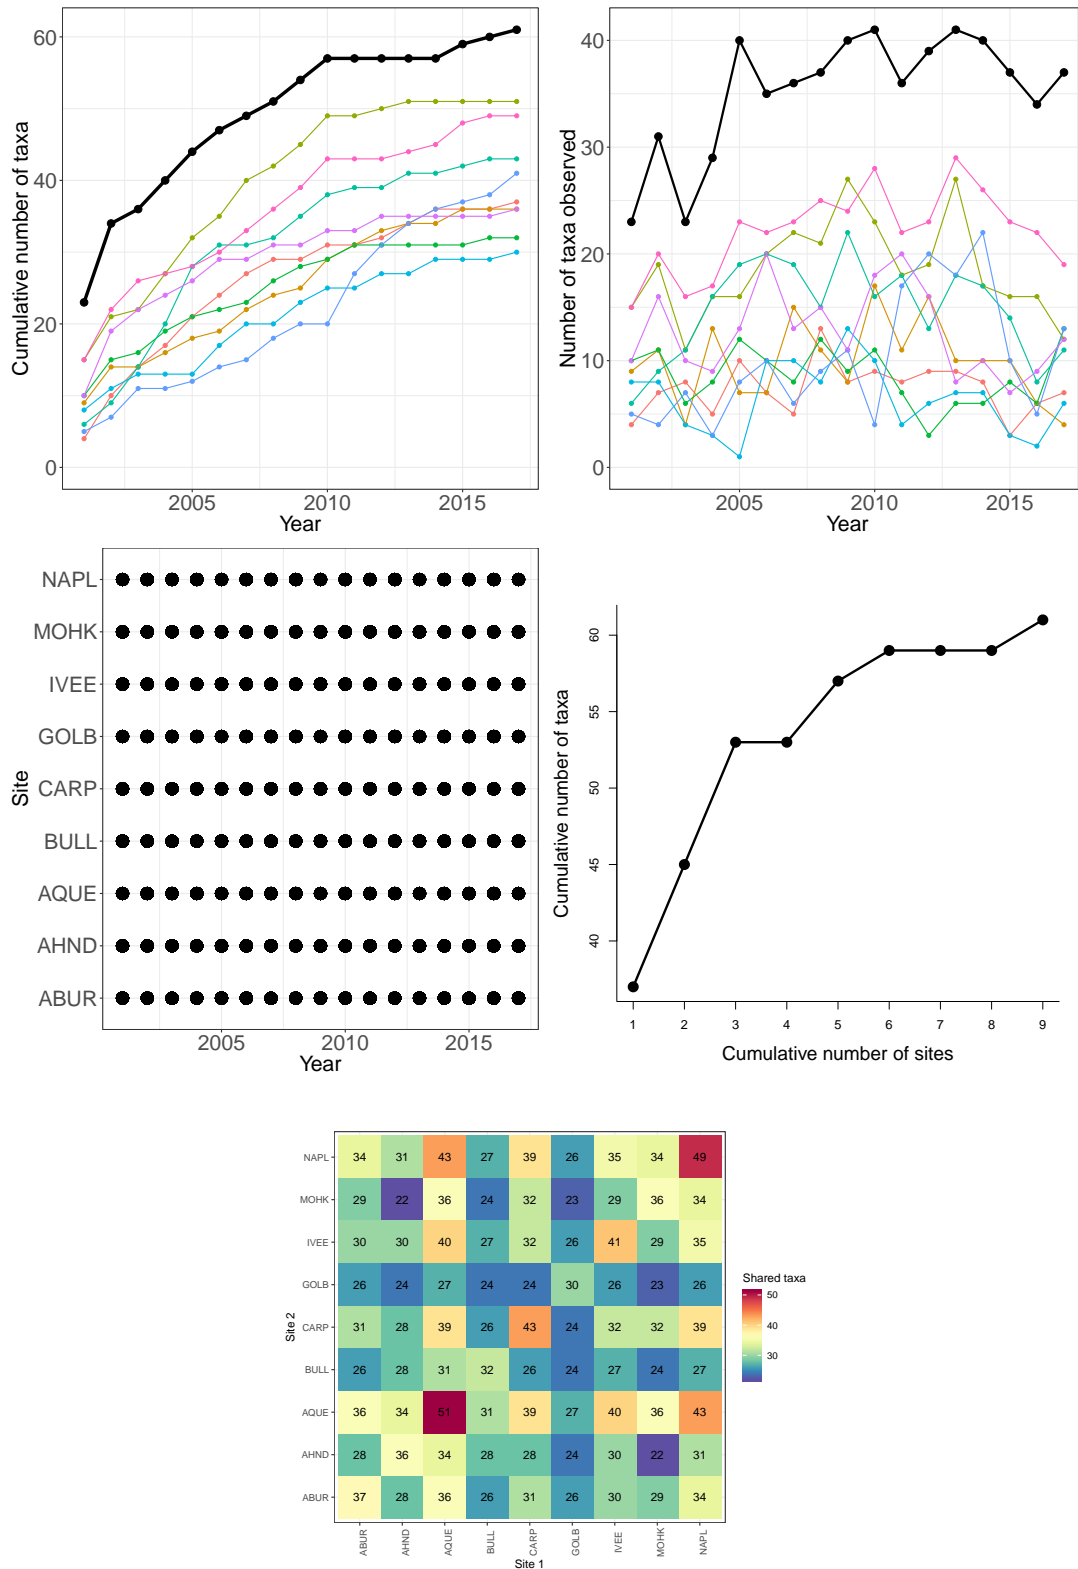 Cumulative number of taxa
60
40
20
0
2005 2010 2015
Year
Number of taxa observed
40
30
20
10
0
2005 2010 2015
Year
Site
NAPL
MOHK
IVEE
GOLB
CARP
BULL
AQUE
AHND
ABUR
2005 2010 2015
Year
Cumulative number of taxa
60
55
50
45
40
1 2 3 4 5 6 7 8 9
Cumulative number of sites
Site 2
NAPL 34 31 43 27 39 26 35 34 49
MOHK 29 22 36 24 32 23 29 36 34
IVEE 30 30 40 27 32 26 41 29 35
GOLB 26 24 27 24 24 30 26 23 26
CARP 31 28 39 26 43 24 32 32 39
BULL 26 28 31 32 26 24 27 24 27
AQUE 36 34 51 31 39 27 40 36 43
AHND 28 36 34 28 28 24 30 22 31
ABUR 37 28 36 26 31 26 30 29 34
ABUR AHND AQUE BULL CARP GOLB IVEE MOHK NAPL
Site 1
Shared taxa
50
40
30